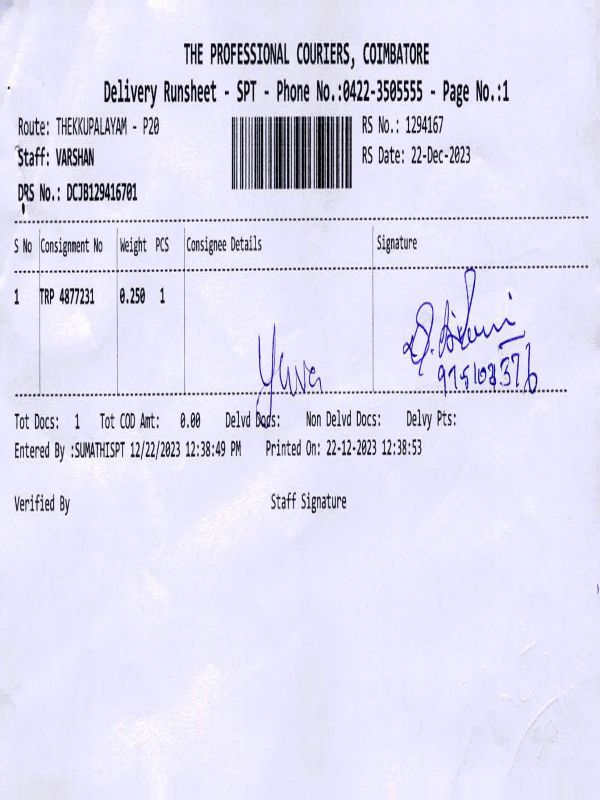 THE PROFESSIONAL COURIERS, COIMBATORE
Delivery Runsheet - SPT - Phone No.:0422-3505555 - Page No.:1
Route: THEKKUPALAYAM - P20 RS No.: 1294167
Staff: VARSHAN RS Date: 22-Dec-2023
DRS No.: DCJB129416701
S No Consignment No Weight PCS Consignee Details Signature
1 TRP 4877231 0.250 1
Tot Docs: 1 Tot COD Amt: 0.00 Delvd Docs: Non Delvd Docs: Delvy Pts:
Entered By :SUMATHISPT 12/22/2023 12:38:49 PM Printed On: 22-12-2023 12:38:53
Verified By Staff Signature